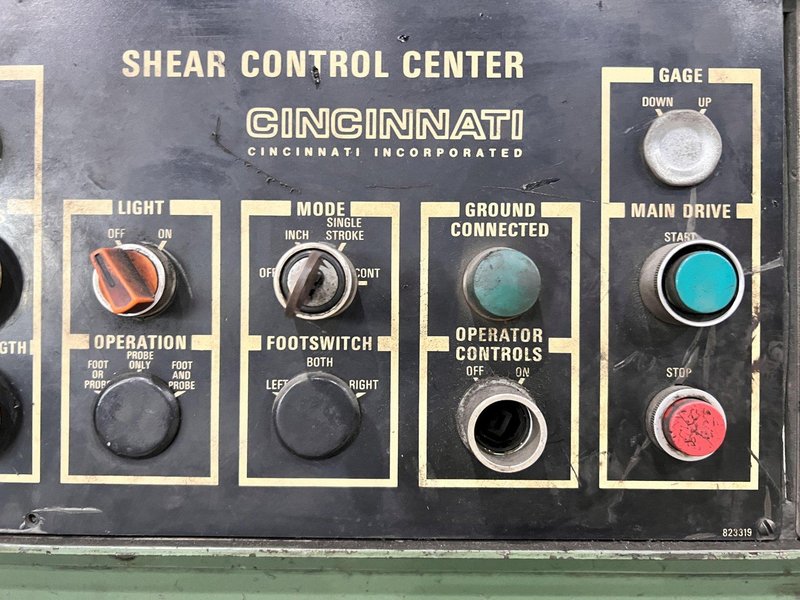 SHEAR CONTROL CENTER
CINCINNATI
CINCINNATI INCORPORATED
GAGE
DOWN UP
LIGHT
OFF ON
MODE
INCH
SINGLE
STROKE
CONT
GROUND
CONNECTED
MAIN DRIVE
START
OPERATION
FOOT
OR
PROBE
PROBE
ONLY
FOOT
AND
PROBE
FOOTSWITCH
LEFT
BOTH
RIGHT
OPERATOR
CONTROLS
OFF ON
STOP
823319